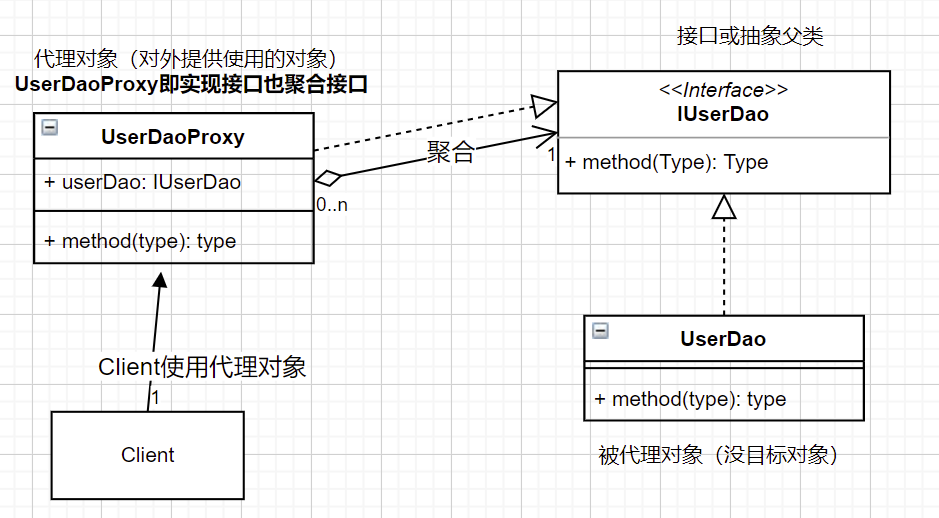 代理对象（对外提供使用的对象）
UserDaoProxy即实现接口也聚合接口
UserDaoProxy
+ userDao: IUserDao
+ method(type): type
接口或抽象父类
<<Interface>>
IUserDao
+ method(Type): Type
聚合
1
0..n
Client使用代理对象
1
Client
UserDao
+ method(type): type
被代理对象（没目标对象）